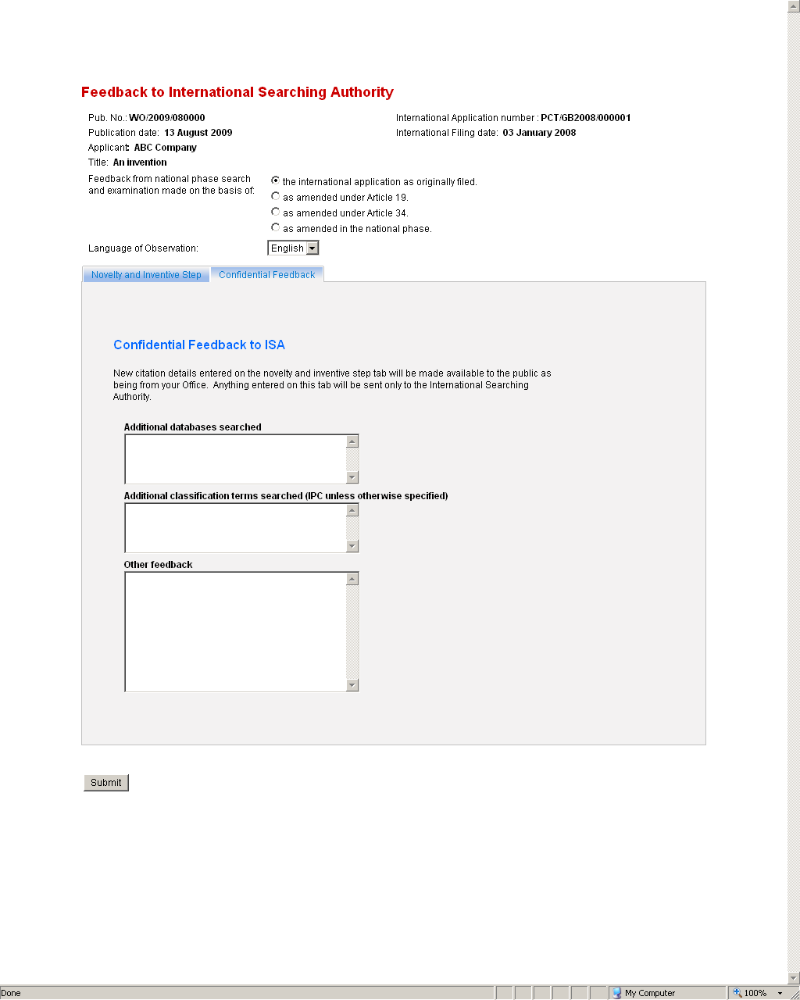 Feedback to International Searching Authority
Pub. No.: WO/2009/080000
International Application number : PCT/GB2008/000001
Publication date: 13 August 2009
International Filing date: 03 January 2008
Applicant: ABC Company
Title: An invention
Feedback from national phase search
and examination made on the basis of:
the international application as originally filed.
as amended under Article 19.
as amended under Article 34.
as amended in the national phase.
Language of Observation:
English
Novelty and Inventive Step
Confidential Feedback
Confidential Feedback to ISA
New citation details entered on the novelty and inventive step tab will be made available to the public as
being from your Office. Anything entered on this tab will be sent only to the International Searching
Authority.
Additional databases searched
Additional classification terms searched (IPC unless otherwise specified)
Other feedback
Submit
Done
My Computer
100%